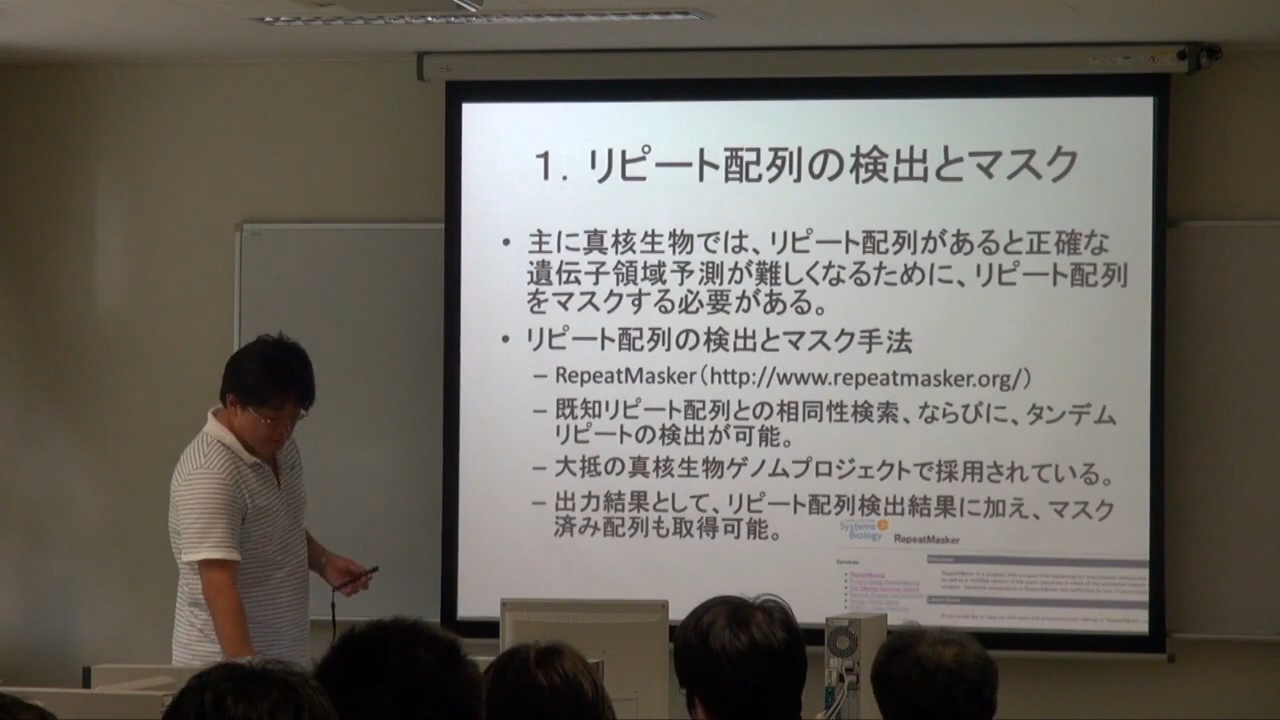 １．リピート配列の検出とマスク
• 主に真核生物では、リピート配列があると正確な
遺伝子領域予測が難しくなるために、リピート配列
をマスクする必要がある。
• リピート配列の検出とマスク手法
– RepeatMasker（http://www.repeatmasker.org/）
– 既知リピート配列との相同性検索、ならびに、タンデム
リピートの検出が可能。
– 大抵の真核生物ゲノムプロジェクトで採用されている。
– 出力結果として、リピート配列検出結果に加え、マスク
済み配列も取得可能。
Systems
Biology
RepeatMasker